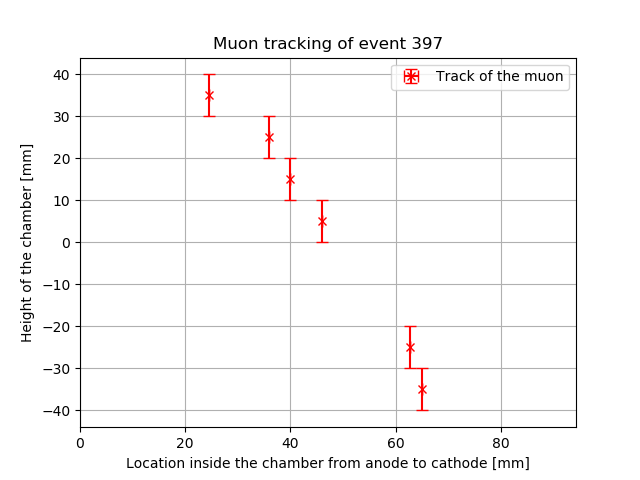 Muon tracking of event 397
Track of the muon
40
30
20
10
0
−10
−20
−30
−40
Height of the chamber [mm]
0 20 40 60 80
Location inside the chamber from anode to cathode [mm]